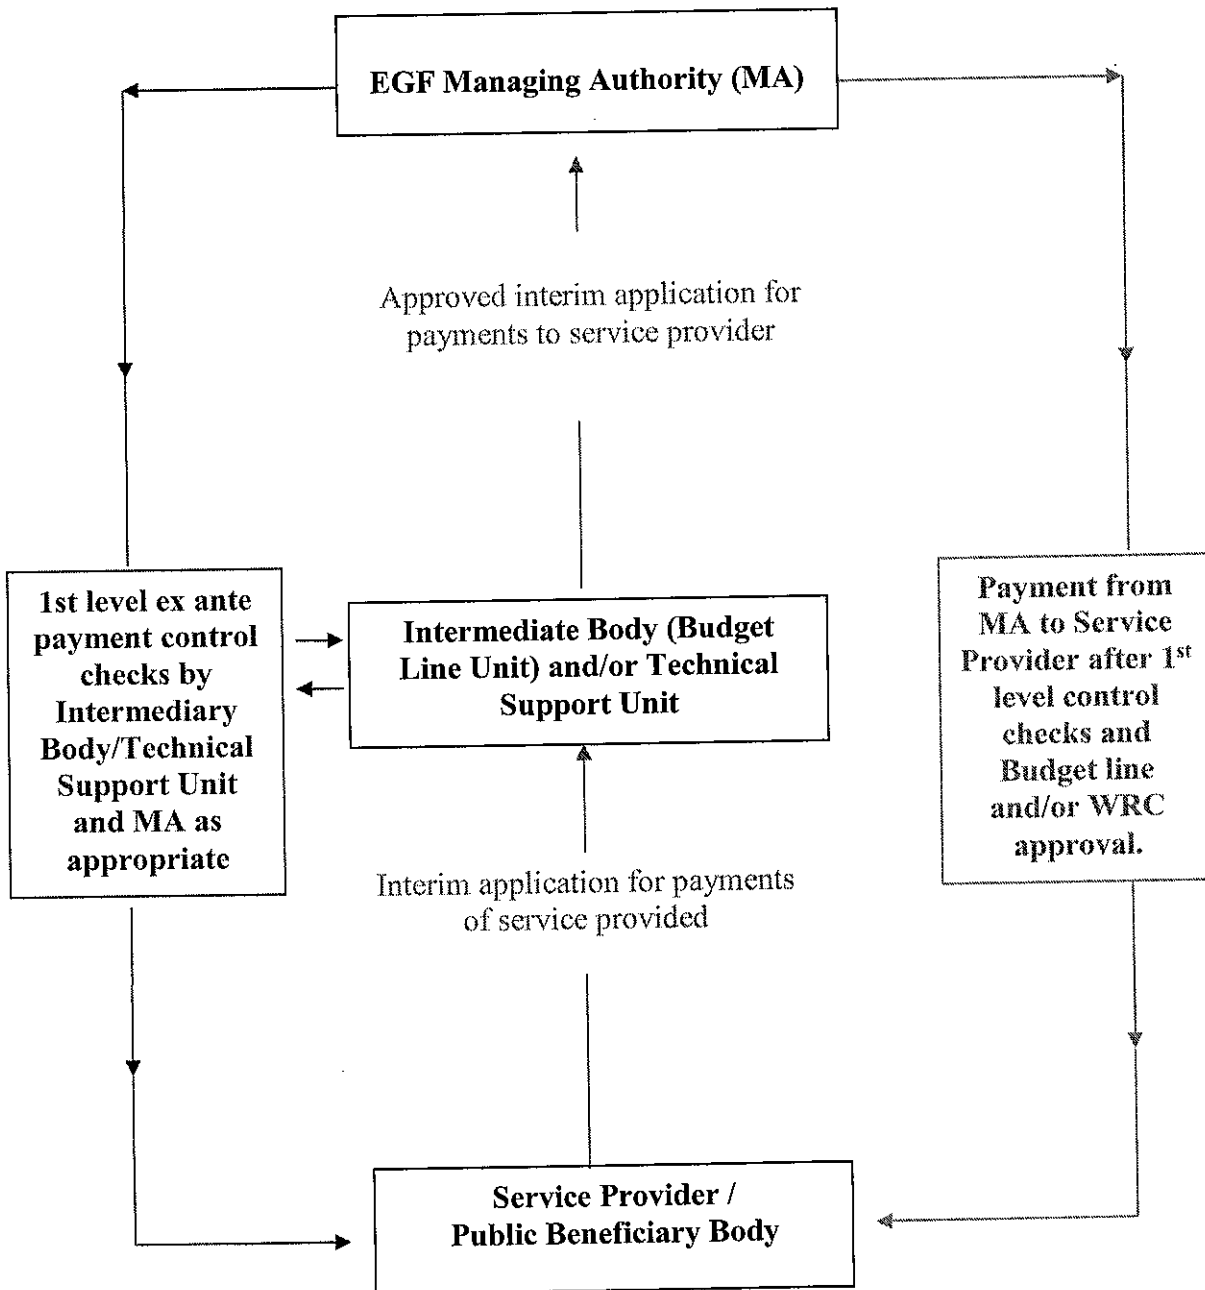 EGF Managing Authority (MA)
Approved interim application for
payments to service provider
1st level ex ante
payment control
checks by
Intermediary
Body/Technical
Support Unit
and MA as
appropriate
Intermediate Body (Budget
Line Unit) and/or Technical
Support Unit
Payment from
MA to Service
Provider after 1st
level control
checks and
Budget line
and/or WRC
approval.
Interim application for payments
of service provided
Service Provider /
Public Beneficiary Body